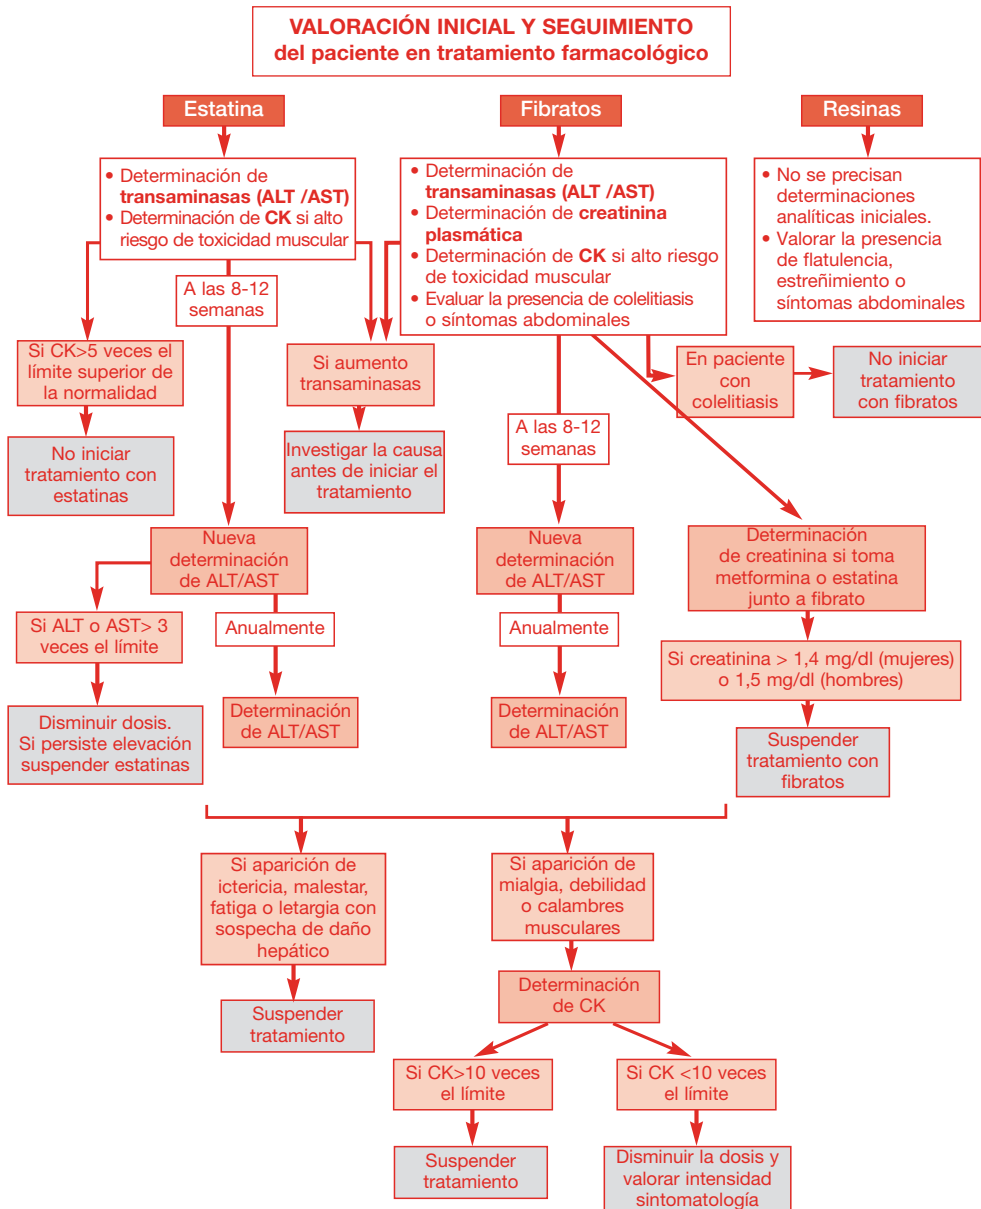 VALORACIÓN INICIAL Y SEGUIMIENTO
del paciente en tratamiento farmacológico
Estatina
Fibratos
Resinas
• Determinación de
transaminasas (ALT /AST)
• Determinación de CK si alto
riesgo de toxicidad muscular
• Determinación de
transaminasas (ALT /AST)
• Determinación de creatinina
plasmática
• Determinación de CK si alto riesgo
de toxicidad muscular
• Evaluar la presencia de colelitiasis
o síntomas abdominales
• No se precisan
determinaciones
analíticas iniciales.
• Valorar la presencia
de flatulencia,
estreñimiento o
síntomas abdominales
A las 8-12
semanas
Si CK>5 veces el
límite superior de
la normalidad
Si aumento
transaminasas
En paciente
con
colelitiasis
No iniciar
tratamiento
con fibratos
A las 8-12
semanas
No iniciar
tratamiento con
estatinas
Investigar la causa
antes de iniciar el
tratamiento
Nueva
determinación
de ALT/AST
Nueva
determinación
de ALT/AST
Determinación
de creatinina si toma
metformina o estatina
junto a fibrato
Si ALT o AST> 3
veces el límite
Anualmente
Anualmente
Si creatinina > 1,4 mg/dl (mujeres)
o 1,5 mg/dl (hombres)
Disminuir dosis.
Si persiste elevación
suspender estatinas
Determinación
de ALT/AST
Determinación
de ALT/AST
Suspender
tratamiento con
fibratos
Si aparición de
ictericia, malestar,
fatiga o letargia con
sospecha de daño
hepático
Si aparición de
mialgia, debilidad
o calambres
musculares
Suspender
tratamiento
Determinación
de CK
Si CK>10 veces
el límite
Si CK <10 veces
el límite
Suspender
tratamiento
Disminuir la dosis y
valorar intensidad
sintomatología